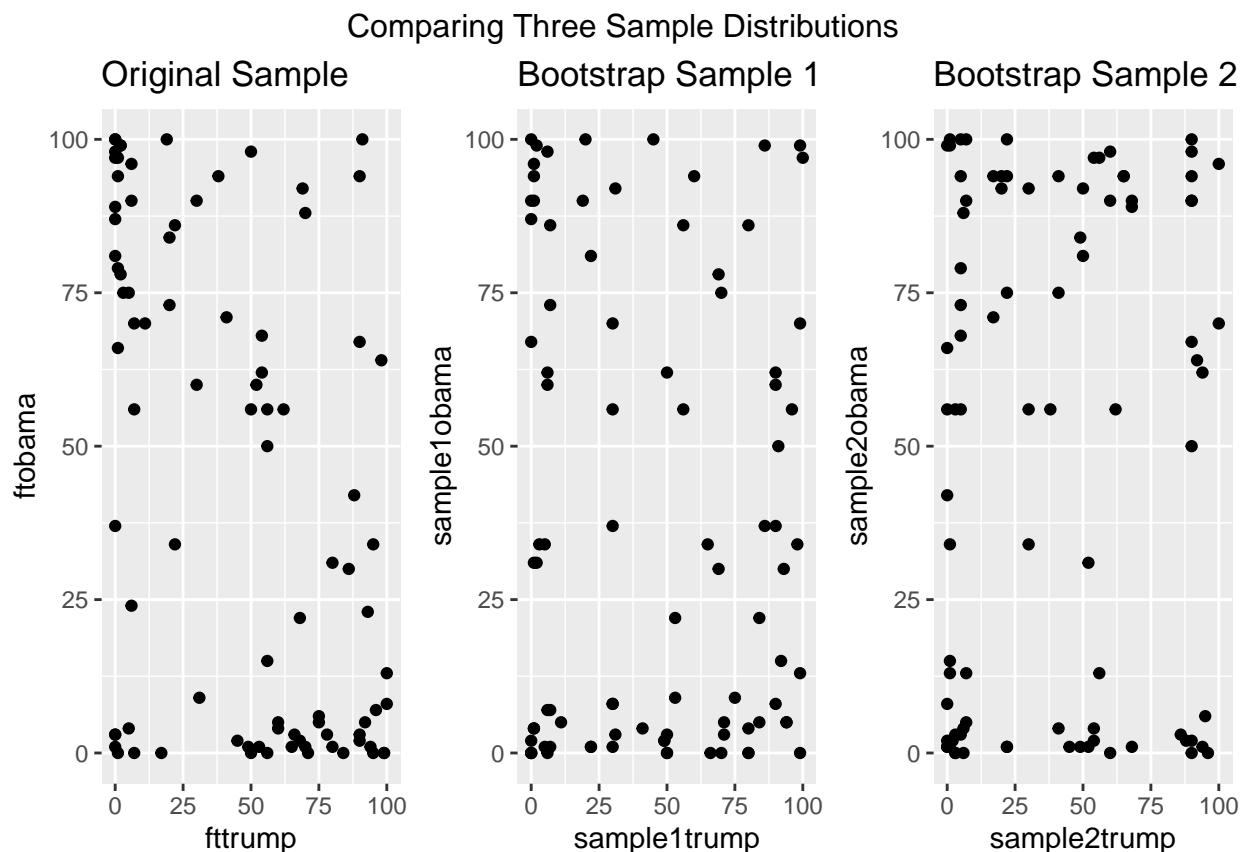 Comparing Three Sample Distributions
Original Sample
Bootstrap Sample 1
Bootstrap Sample 2
ftobama
100
75
50
25
0
0 25 50 75 100
fttrump
sample1obama
100
75
50
25
0
0 25 50 75 100
sample1trump
sample2obama
100
75
50
25
0
0 25 50 75 100
sample2trump